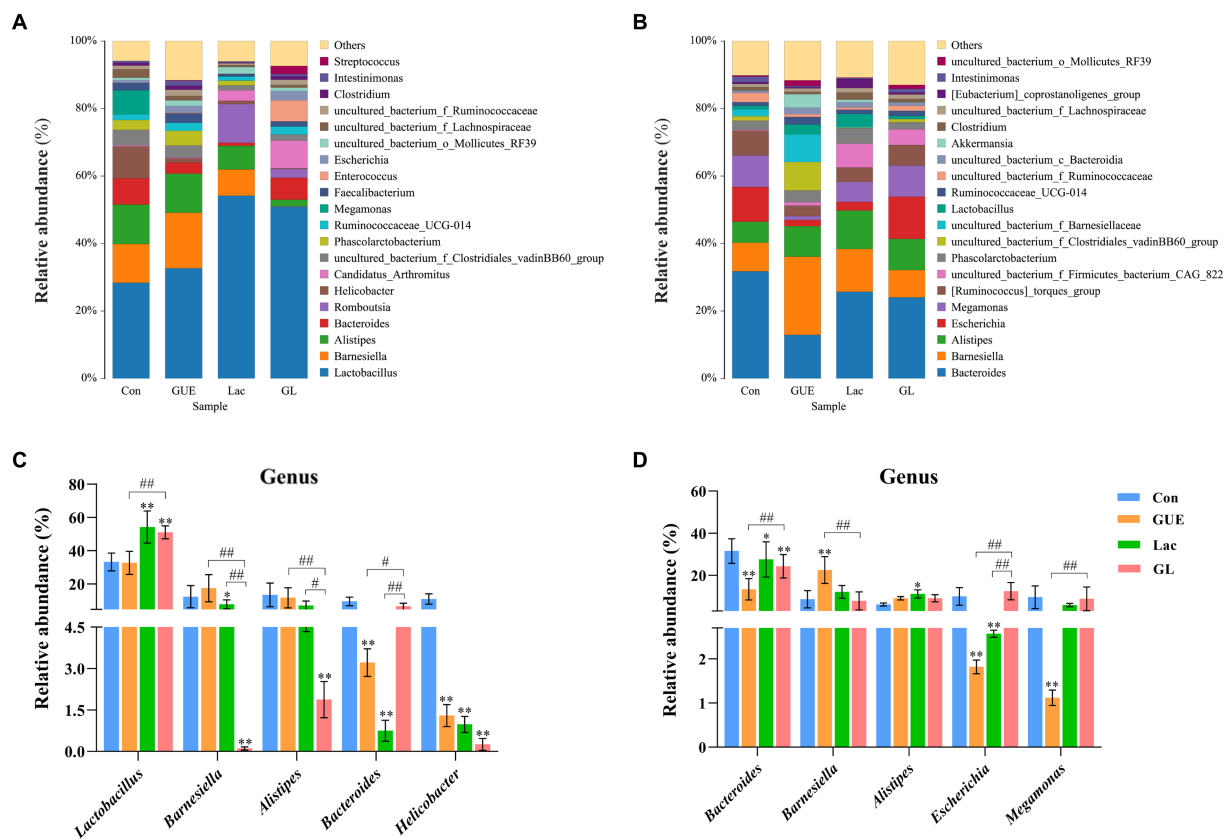 A
Relative abundance (%)
100%
80%
60%
40%
20%
0%
Con
GUE
Lac
GL
Sample
Others
Streptococcus
Intestinimonas
Clostridium
uncultured_bacterium_f_Ruminococcaceae
uncultured_bacterium_f_Lachnospiraceae
uncultured_bacterium_o_Mollicutes_RF39
Escherichia
Enterococcus
Faecalibacterium
Megamonas
Ruminococcaceae_UCG-014
Phascolarctobacterium
uncultured_bacterium_f_Clostridiales_vadinBB60_group
Candidatus_Arthromitus
Helicobacter
Romboutsia
Bacteroides
Alistipes
Barnesiella
Lactobacillus
B
Relative abundance (%)
100%
80%
60%
40%
20%
0%
Con
GUE
Lac
GL
Sample
Others
uncultured_bacterium_o_Mollicutes_RF39
Intestinimonas
[Eubacterium]_coprostanoligenes_group
uncultured_bacterium_f_Lachnospiraceae
Clostridium
Akkermansia
uncultured_bacterium_c_Bacteroidia
uncultured_bacterium_f_Ruminococcaceae
Ruminococcaceae_UCG-014
Lactobacillus
uncultured_bacterium_f_Barnesiellaceae
uncultured_bacterium_f_Clostridiales_vadinBB60_group
Phascolarctobacterium
uncultured_bacterium_f_Firmicutes_bacterium_CAG_822
[Ruminococcus]_torques_group
Megamonas
Escherichia
Alistipes
Barnesiella
Bacteroides
C
Genus
Relative abundance (%)
80
60
40
20
4.5
3.0
1.5
0.0
##
**
**
##
##
*
**
##
#
**
#
##
**
**
**
**
**
Lactobacillus
Barnesiella
Alistipes
Bacteroides
Helicobacter
D
Genus
Relative abundance (%)
60
40
20
2
1
0
##
**
*
**
##
**
*
##
##
**
**
##
**
Bacteroides
Barnesiella
Alistipes
Escherichia
Megamonas
Con
GUE
Lac
GL